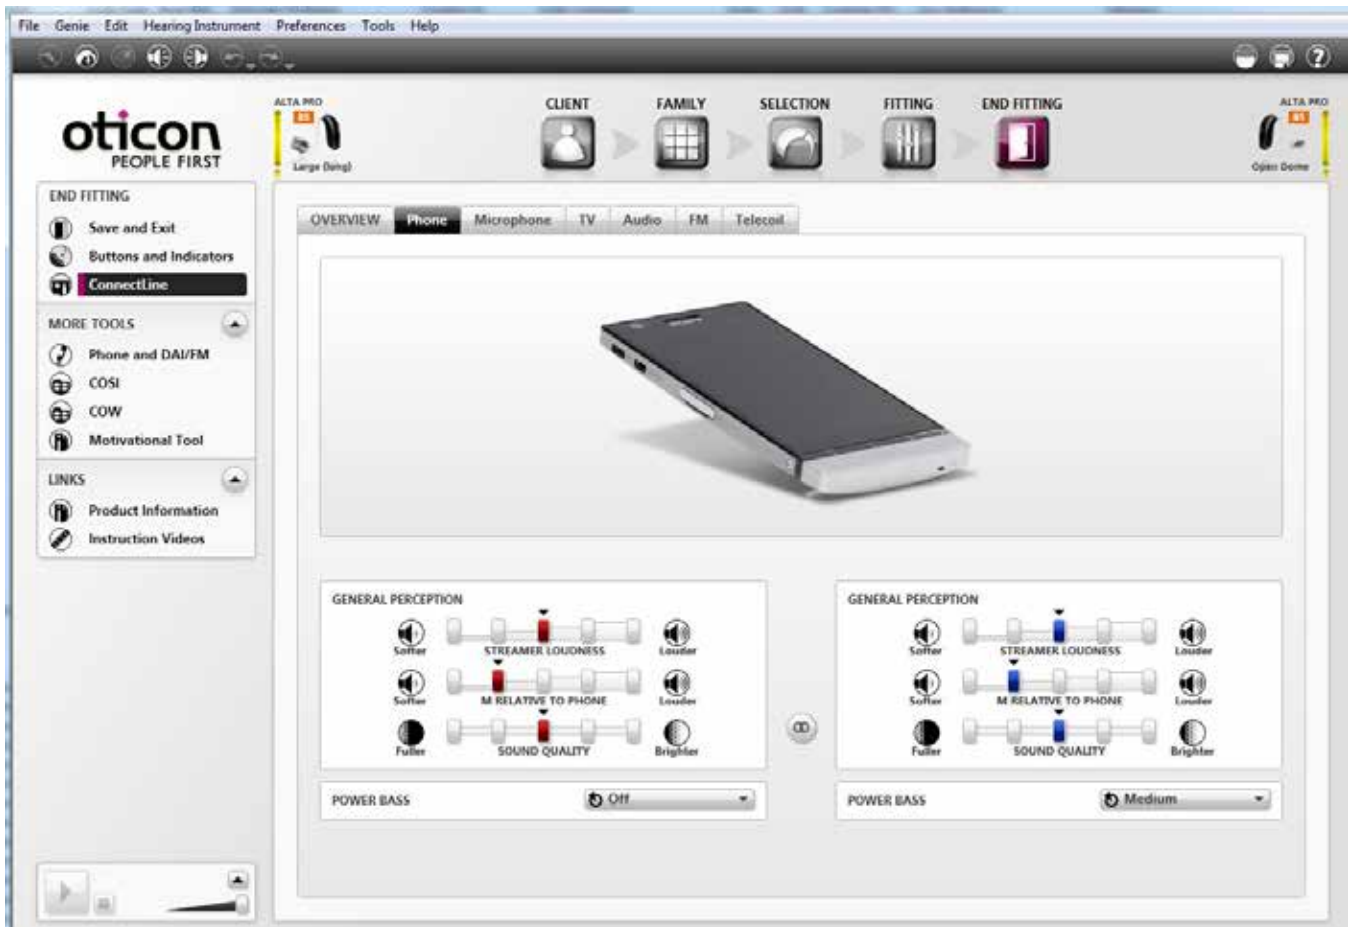 File Genie Edit Hearing Instrument Preferences Tools Help
oticon
PEOPLE FIRST
ALTA PRO
85
Large (long)
CLIENT FAMILY SELECTION FITTING END FITTING
ALTA PRO
85
Open Dome
END FITTING
Save and Exit
Buttons and Indicators
ConnectLine
MORE TOOLS
Phone and DAI/FM
COSI
COW
Motivational Tool
LINKS
Product Information
Instruction Videos
OVERVIEW Phone Microphone TV Audio FM Telecoil
GENERAL PERCEPTION
Softer STREAMER LOUDNESS Louder
Softer M RELATIVE TO PHONE Louder
Fuller SOUND QUALITY Brighter
POWER BASS Off
GENERAL PERCEPTION
Softer STREAMER LOUDNESS Louder
Softer M RELATIVE TO PHONE Louder
Fuller SOUND QUALITY Brighter
POWER BASS Medium